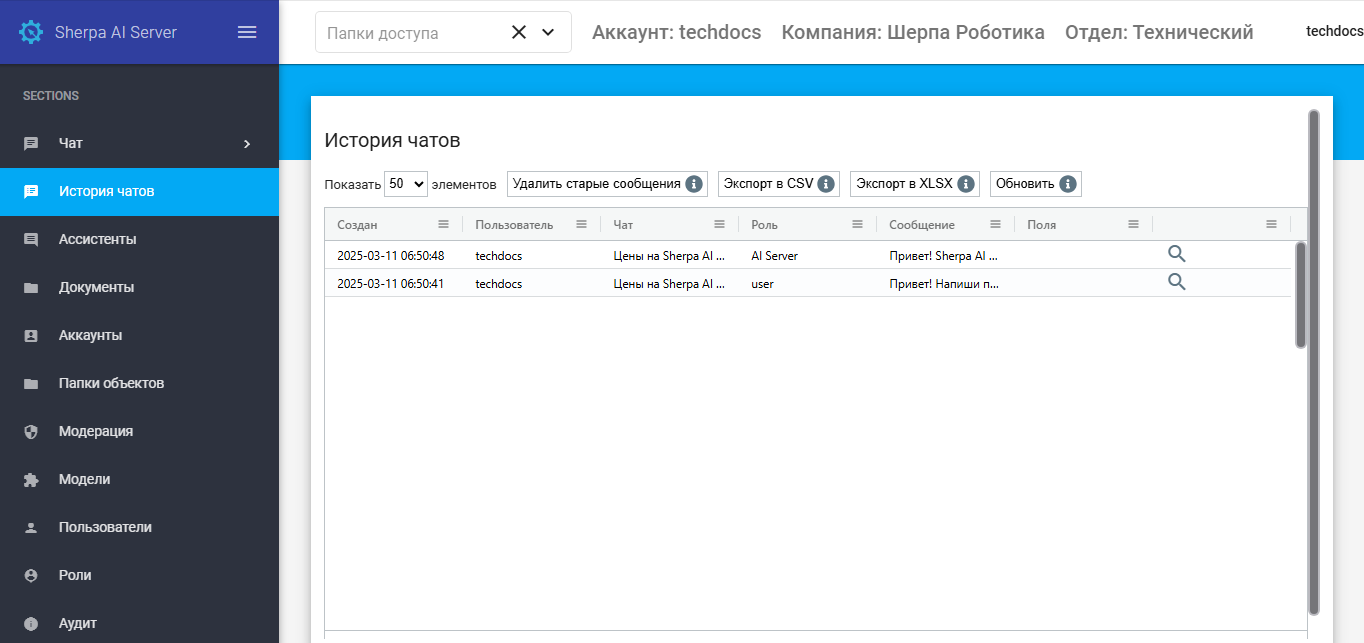 Sherpa AI Server
Папки доступа
Аккаунт: techdocs Компания: Шерпа Роботика Отдел: Технический
techdocs
SECTIONS
Чат
История чатов
Ассистенты
Документы
Аккаунты
Папки объектов
Модерация
Модели
Пользователи
Роли
Аудит
История чатов
Показать 50 элементов Удалить старые сообщения Экспорт в CSV Экспорт в XLSX Обновить
Создан Пользователь Чат Роль Сообщение Поля
2025-03-11 06:50:48 techdocs Цены на Sherpa AI ... AI Server Привет! Sherpa AI ...
2025-03-11 06:50:41 techdocs Цены на Sherpa AI ... user Привет! Напиши п...